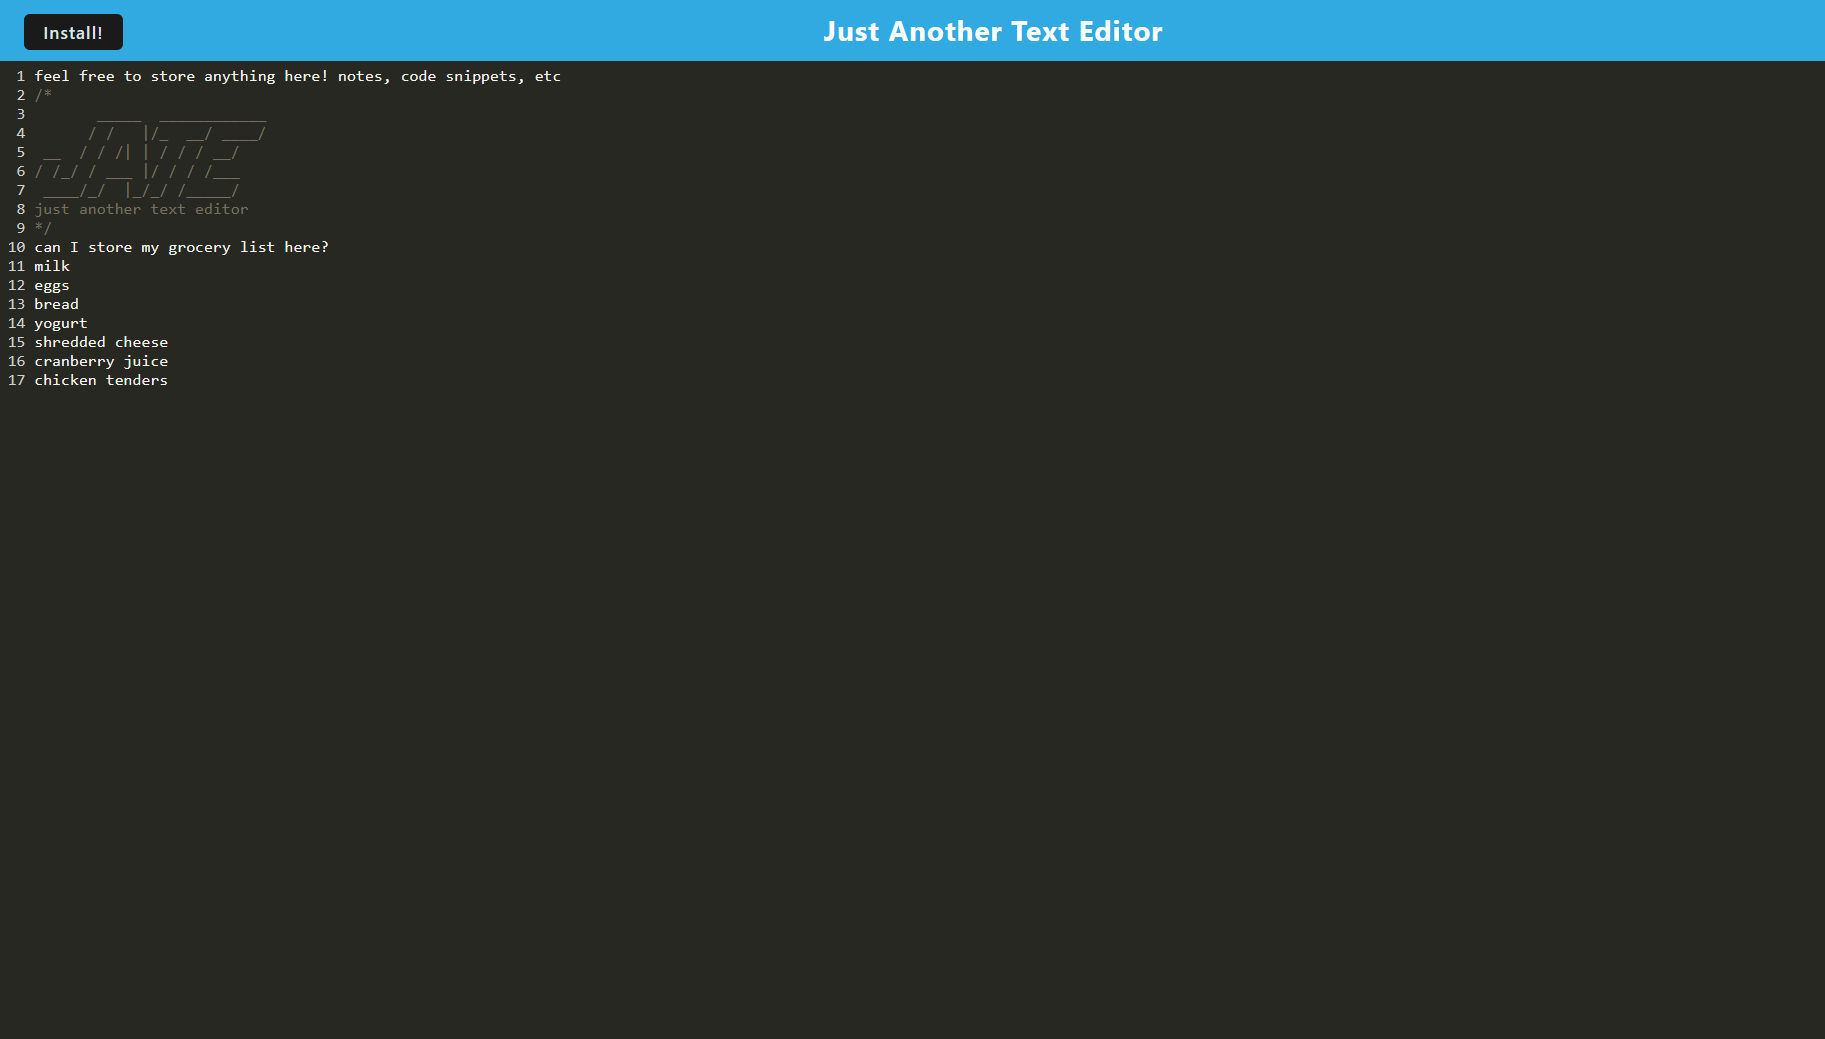 Install!
Just Another Text Editor
1 feel free to store anything here! notes, code snippets, etc
2 /*
3        _____  ____________
4       / /   |/_  __/ ____/
5  __  / / /| | / / / __/
6 / /_/ / ___ |/ / / /___
7  ____/_/  |_/_/ /_____/
8 just another text editor
9 */
10 can I store my grocery list here?
11 milk
12 eggs
13 bread
14 yogurt
15 shredded cheese
16 cranberry juice
17 chicken tenders